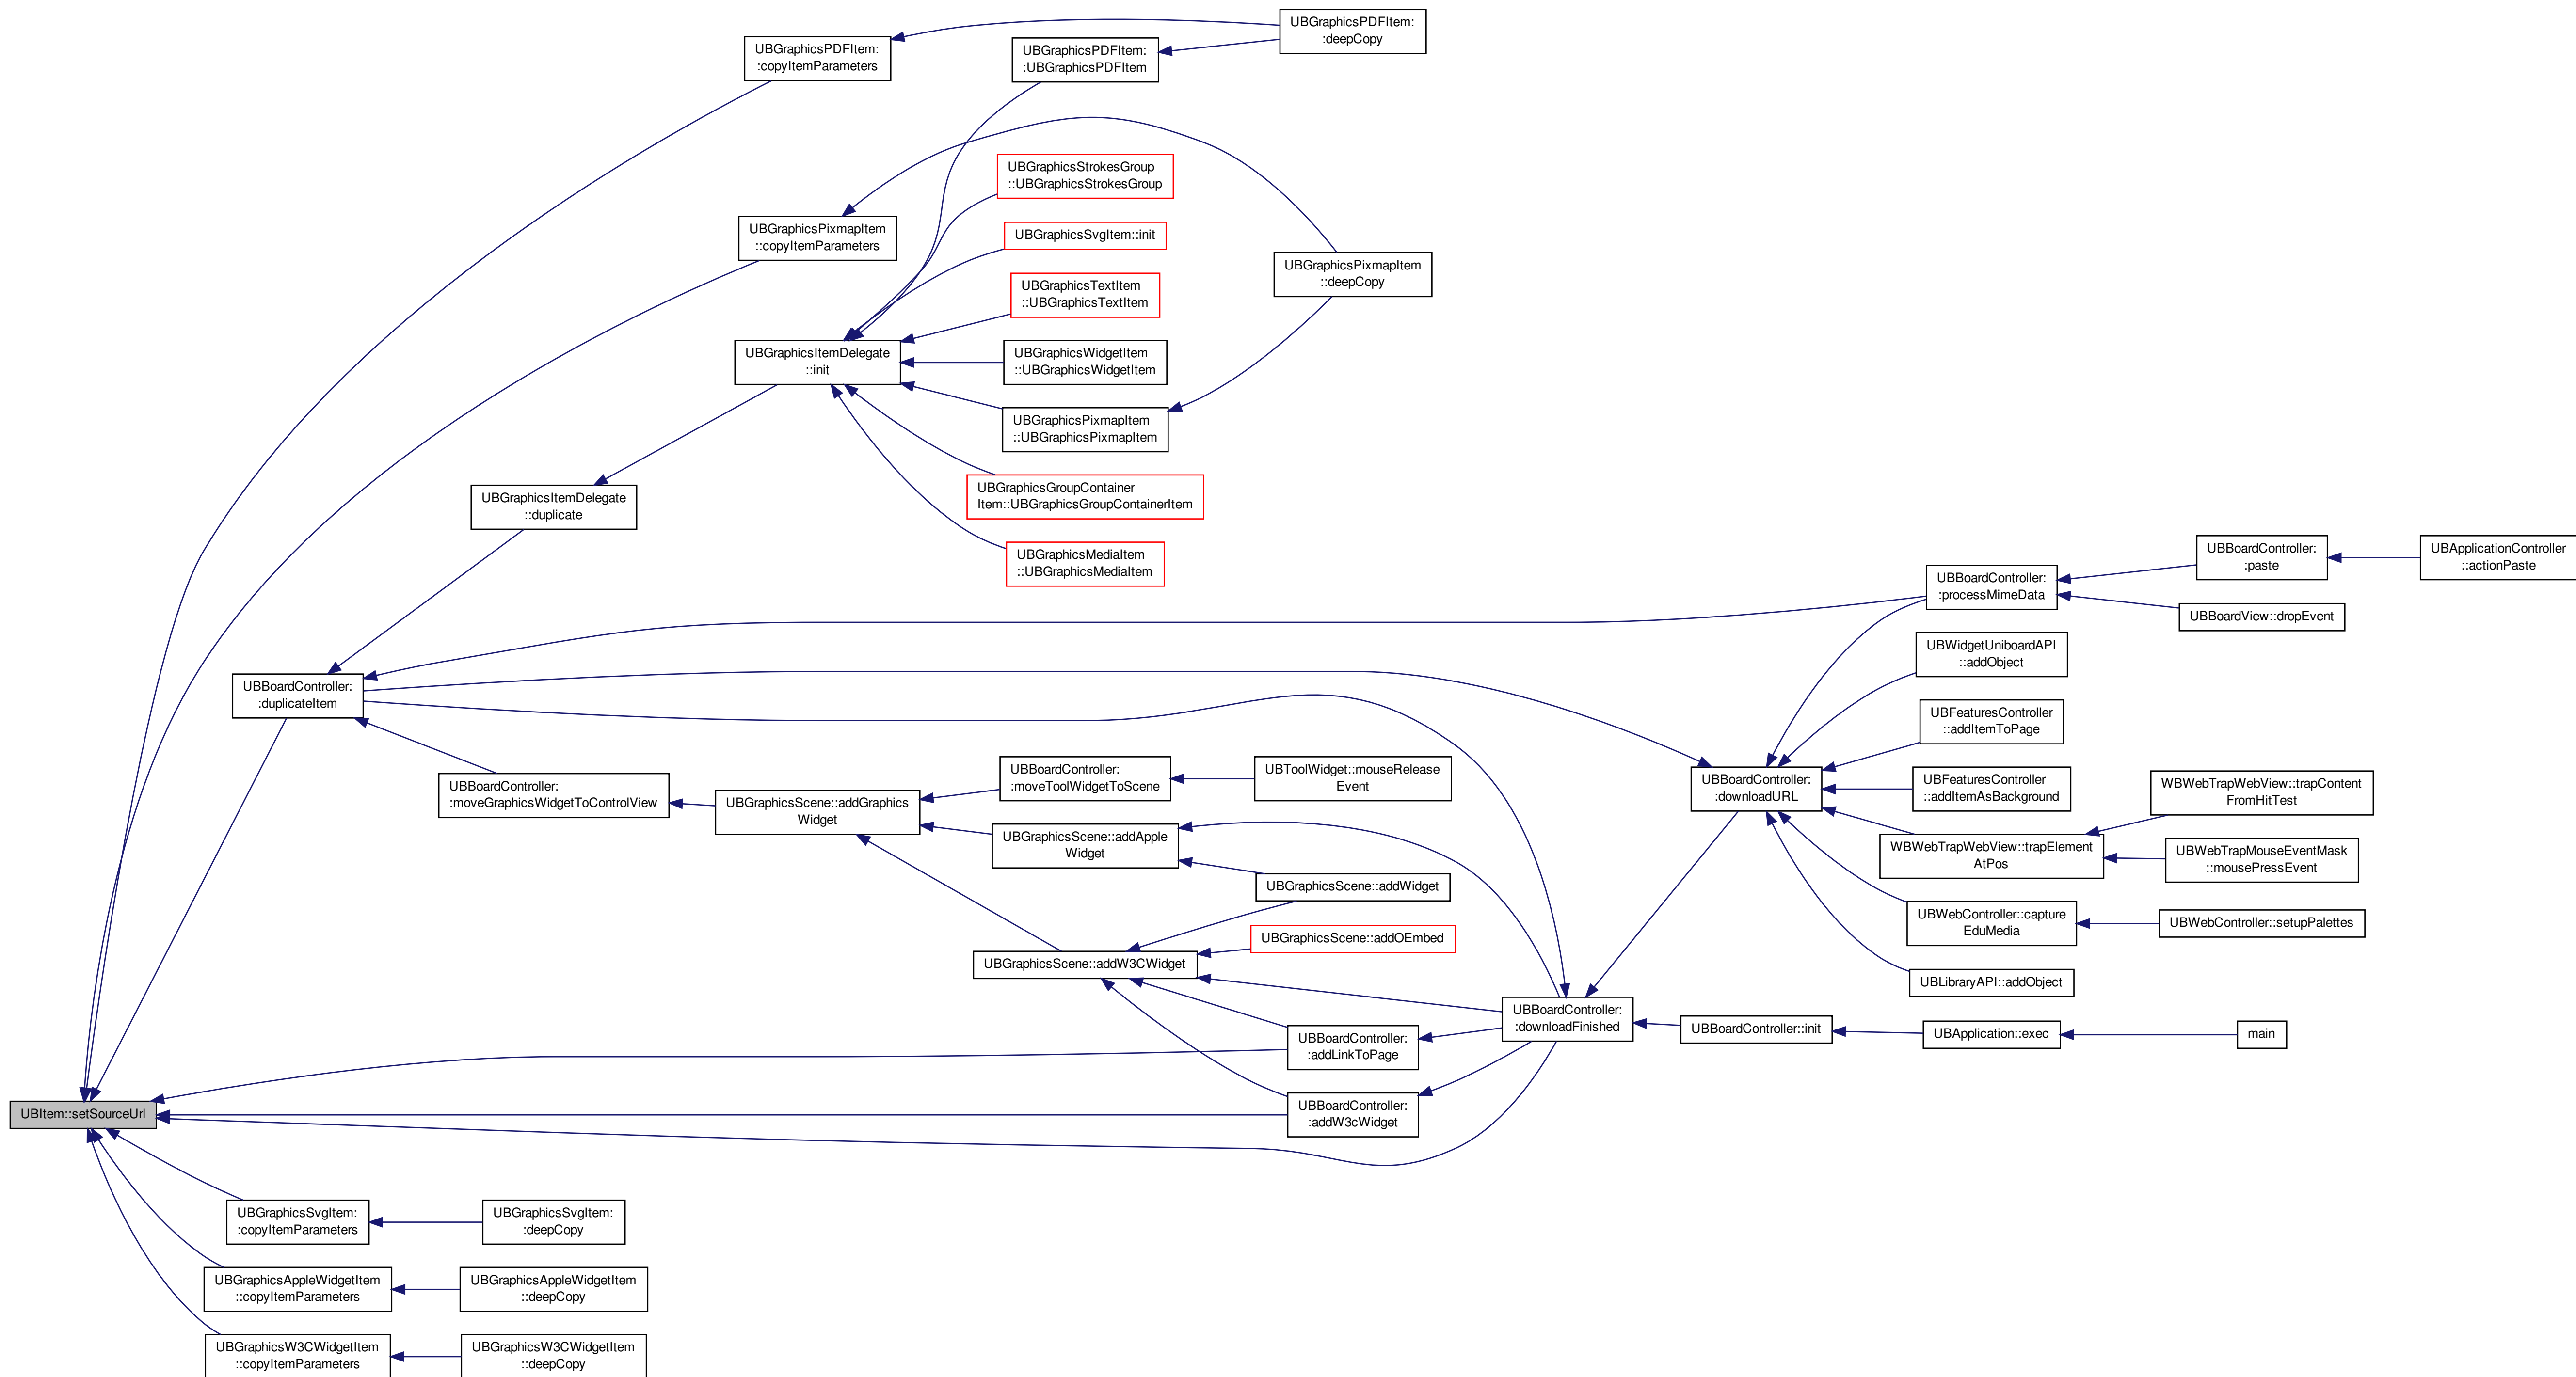 UBGraphicsPDFItem:
:deepCopy
UBGraphicsPDFItem:
:copyItemParameters
UBGraphicsPDFItem:
:UBGraphicsPDFItem
UBGraphicsStrokesGroup
::UBGraphicsStrokesGroup
UBGraphicsPixmapItem
::copyItemParameters
UBGraphicsSvgItem::init
UBGraphicsPixmapItem
::deepCopy
UBGraphicsTextItem
::UBGraphicsTextItem
UBGraphicsItemDelegate
::init
UBGraphicsWidgetItem
::UBGraphicsWidgetItem
UBGraphicsPixmapItem
::UBGraphicsPixmapItem
UBGraphicsGroupContainer
Item::UBGraphicsGroupContainerItem
UBGraphicsItemDelegate
::duplicate
UBGraphicsMediaItem
::UBGraphicsMediaItem
UBBoardController:
:paste
UBApplicationController
::actionPaste
UBBoardController:
:processMimeData
UBBoardView::dropEvent
UBWidgetUniboardAPI
::addObject
UBBoardController:
:duplicateItem
UBFeaturesController
::addItemToPage
UBBoardController:
:moveGraphicsWidgetToControlView
UBGraphicsScene::addGraphics
Widget
UBBoardController:
:moveToolWidgetToScene
UBToolWidget::mouseRelease
Event
UBBoardController:
:downloadURL
UBFeaturesController
::addItemAsBackground
WBWebTrapWebView::trapContent
FromHitTest
UBGraphicsScene::addApple
Widget
WBWebTrapWebView::trapElement
AtPos
UBWebTrapMouseEventMask
::mousePressEvent
UBGraphicsScene::addWidget
UBWebController::capture
EduMedia
UBWebController::setupPalettes
UBGraphicsScene::addOEmbed
UBGraphicsScene::addW3CWidget
UBLibraryAPI::addObject
UBBoardController:
:downloadFinished
UBBoardController::init
UBApplication::exec
main
UBBoardController:
:addLinkToPage
UBItem::setSourceUrl
UBBoardController:
:addW3cWidget
UBGraphicsSvgItem:
:copyItemParameters
UBGraphicsSvgItem:
:deepCopy
UBGraphicsAppleWidgetItem
::copyItemParameters
UBGraphicsAppleWidgetItem
::deepCopy
UBGraphicsW3CWidgetItem
::copyItemParameters
UBGraphicsW3CWidgetItem
::deepCopy